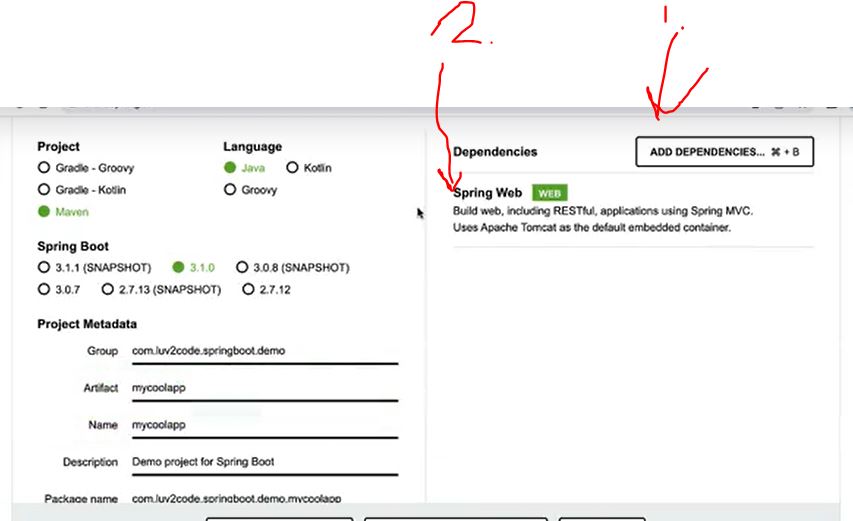 2. 1.
Project
Gradle - Groovy
Gradle - Kotlin
Maven
Language
Java Kotlin
Groovy
Spring Boot
3.1.1 (SNAPSHOT) 3.1.0 3.0.8 (SNAPSHOT)
3.0.7 2.7.13 (SNAPSHOT) 2.7.12
Project Metadata
Group com.luv2code.springboot.demo
Artifact mycoolapp
Name mycoolapp
Description Demo project for Spring Boot
Package name com.luv2code.springboot.demo.mycoolapp
Dependencies ADD DEPENDENCIES... ⌘ + B
Spring Web WEB
Build web, including RESTful, applications using Spring MVC.
Uses Apache Tomcat as the default embedded container.